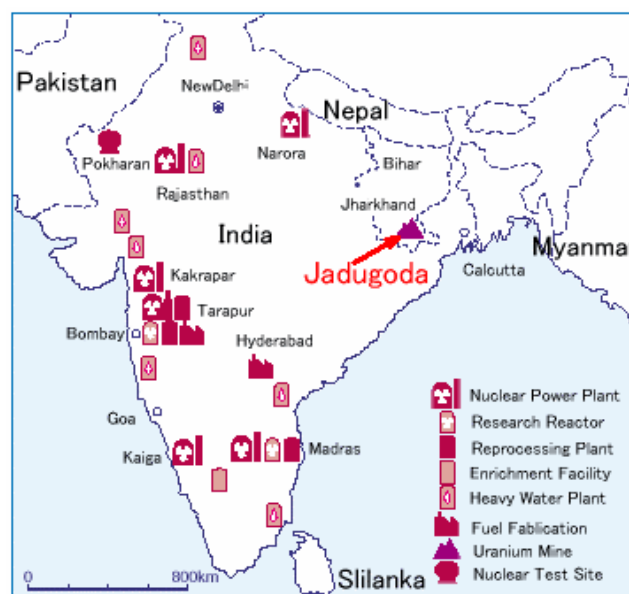 Pakistan
NewDelhi
Nepal
Pokharan
Narora
Bihar
Rajasthan
Jharkhand
India
Myanma
Jadugoda
Calcutta
Kakrapar
Tarapur
Bombay
Hyderabad
Goa
Kaiga
Madras
Nuclear Power Plant
Research Reactor
Reprocessing Plant
Enrichment Facility
Heavy Water Plant
Fuel Fablication
Uranium Mine
Nuclear Test Site
0 800km
Slilanka